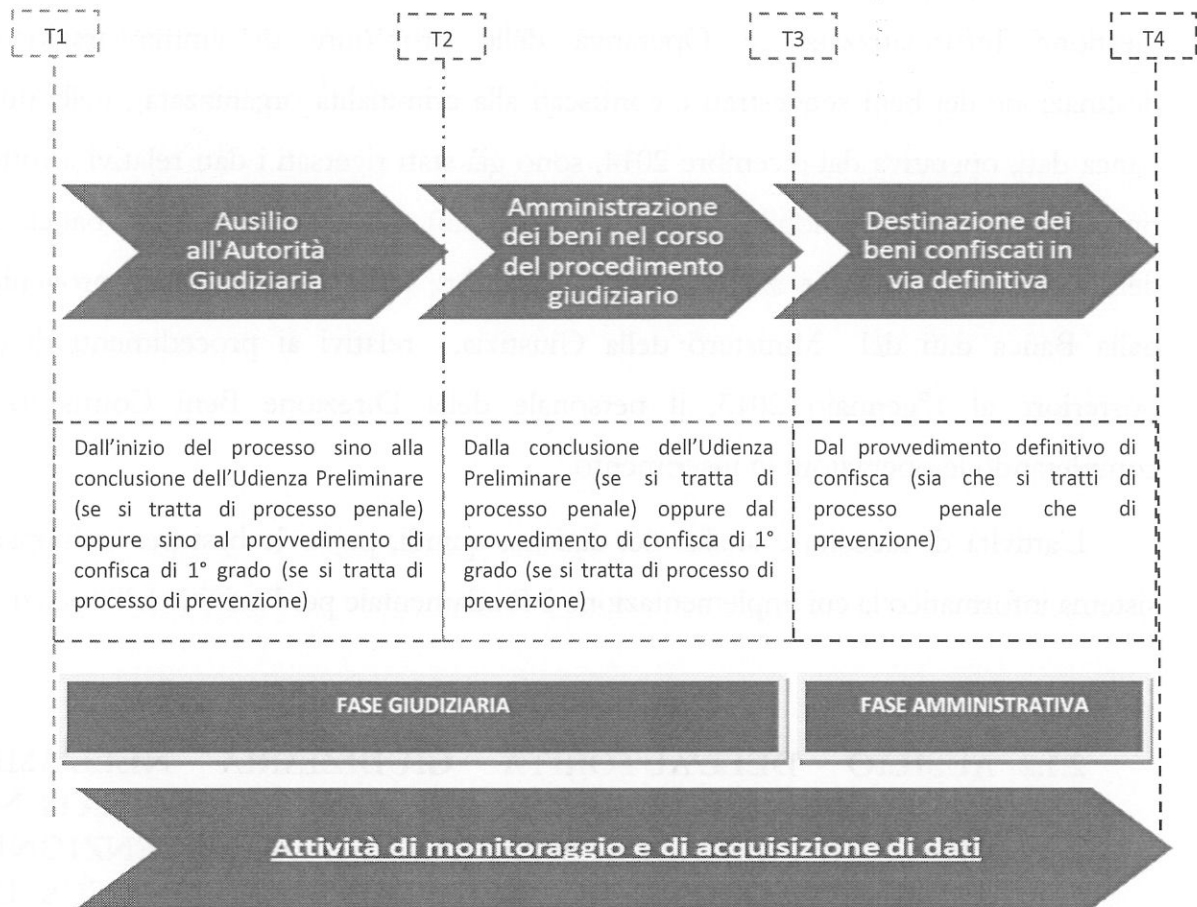 T1
T2
T3
T4
Ausilio
all'Autorità
Giudiziaria
Amministrazione
dei beni nel corso
del procedimento
giudiziario
Destinazione dei
beni confiscati in
via definitiva
Dall'inizio del processo sino alla
conclusione dell'Udienza Preliminare
(se si tratta di processo penale)
oppure sino al provvedimento di
confisca di 1° grado (se si tratta di
processo di prevenzione)
Dalla conclusione dell'Udienza
Preliminare (se si tratta di
processo penale) oppure dal
provvedimento di confisca di 1°
grado (se si tratta di processo di
prevenzione)
Dal provvedimento definitivo di
confisca (sia che si tratti di
processo penale che di
prevenzione)
FASE GIUDIZIARIA
FASE AMMINISTRATIVA
Attività di monitoraggio e di acquisizione di dati